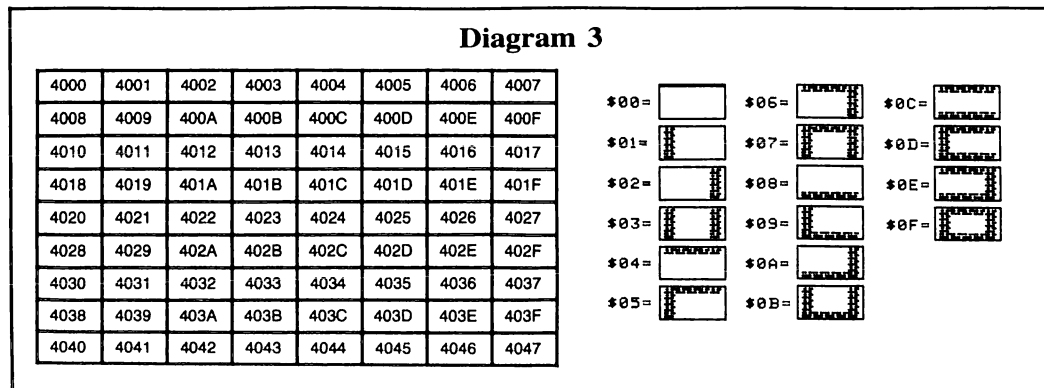 Diagram 3
4000 4001 4002 4003 4004 4005 4006 4007
4008 4009 400A 400B 400C 400D 400E 400F
4010 4011 4012 4013 4014 4015 4016 4017
4018 4019 401A 401B 401C 401D 401E 401F
4020 4021 4022 4023 4024 4025 4026 4027
4028 4029 402A 402B 402C 402D 402E 402F
4030 4031 4032 4033 4034 4035 4036 4037
4038 4039 403A 403B 403C 403D 403E 403F
4040 4041 4042 4043 4044 4045 4046 4047
$00= $06= $0C=
$01= $07= $0D=
$02= $08= $0E=
$03= $09= $0F=
$04= $0A=
$05= $0B=